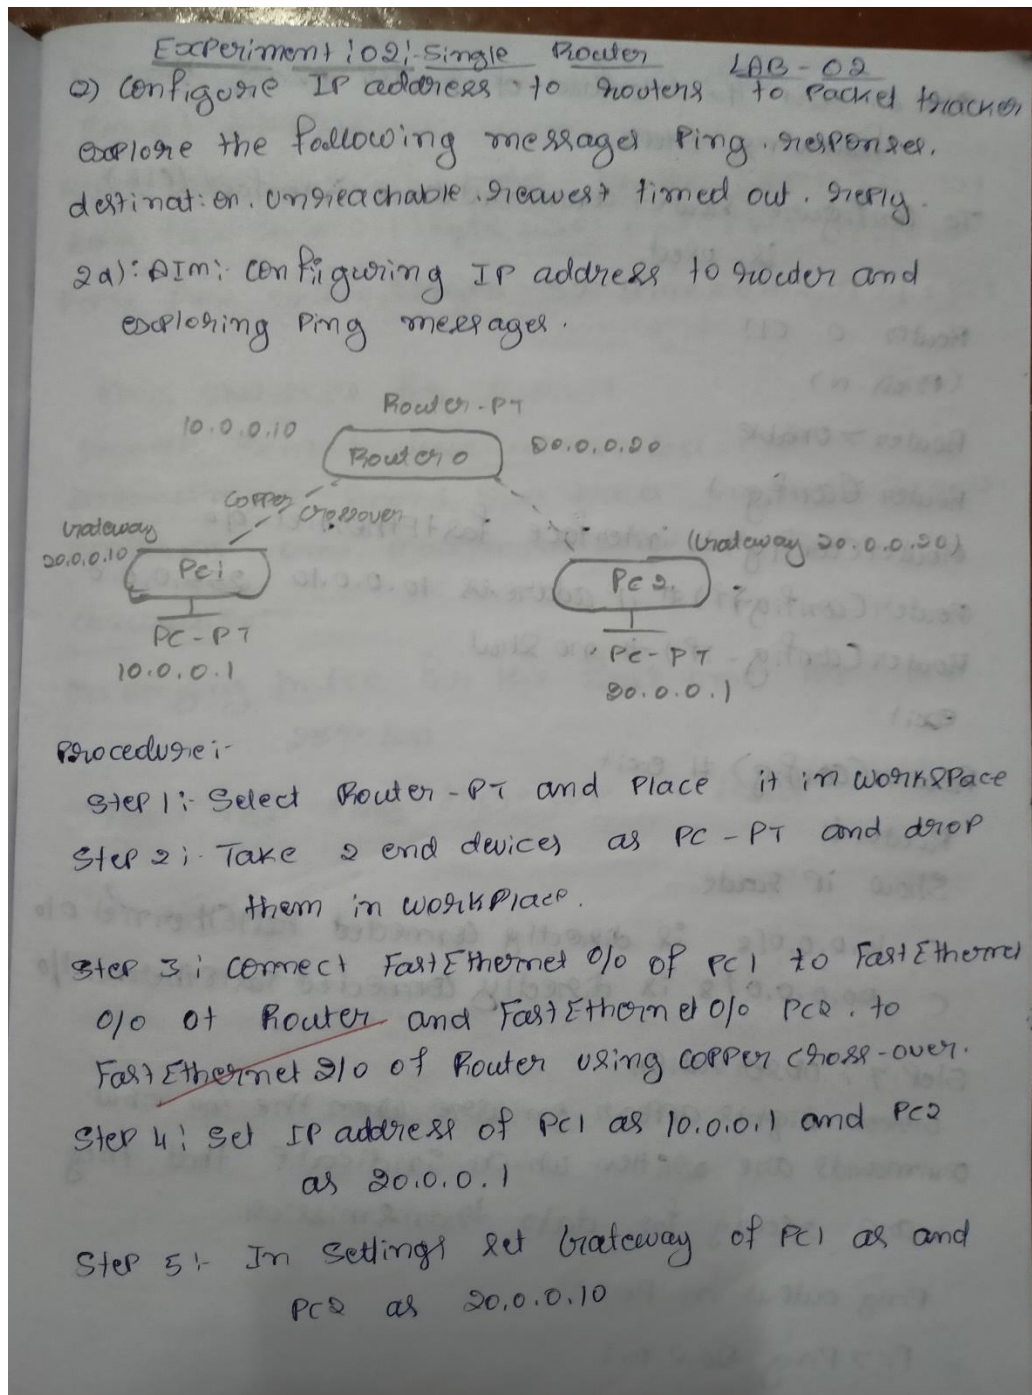 Experiment :02:- Single Router
LAB - 02
2) Configure IP address to routers to Packet tracker
explore the following messages Ping. responses.
destination. unreachable. request timed out. reply.
2a): AIM: configuring IP address to router and
exploring Ping messages.
Router-PT
10.0.0.10
Router 0
20.0.0.20
Copper
Crossover
Gateway
20.0.0.10
PC1
(Gateway 20.0.0.20)
PC 2
PC-PT
10.0.0.1
PC-PT
20.0.0.1
Procedure:-
Step 1:- Select Router-PT and Place it in workspace
Step 2:- Take 2 end devices as PC-PT and drop
them in workPlace.
Step 3: connect FastEthernet 0/0 of PC1 to FastEthernet
0/0 of Router and FastEthernet 0/0 PC2. to
FastEthernet 2/0 of Router using copper cross-over.
Step 4: Set IP address of PC1 as 10.0.0.1 and PC2
as 20.0.0.1
Step 5:- In Settings set Gateway of PC1 as and
PC2 as 20.0.0.10